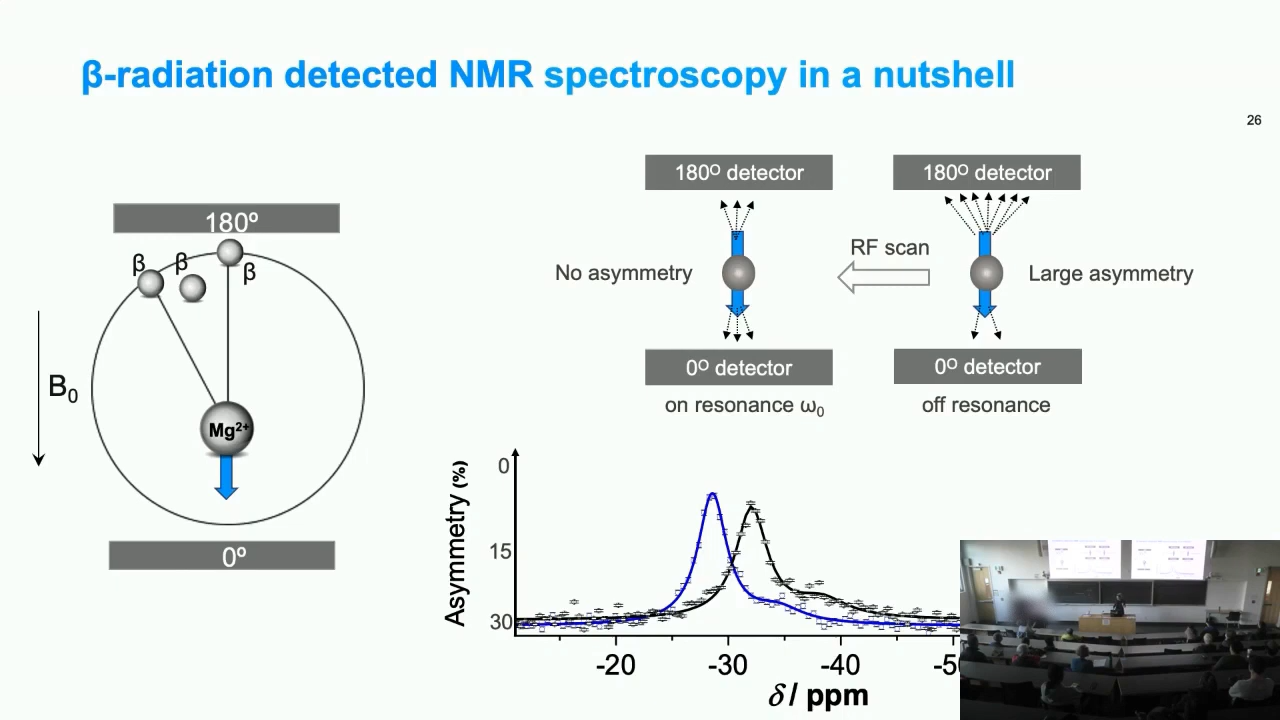 β-radiation detected NMR spectroscopy in a nutshell
26
180º
β
β
β
B₀
Mg²⁺
0º
180ᴼ detector
180ᴼ detector
No asymmetry
RF scan
Large asymmetry
0ᴼ detector
0ᴼ detector
on resonance ω₀
off resonance
Asymmetry (%)
0
15
30
-20
-30
-40
δ / ppm